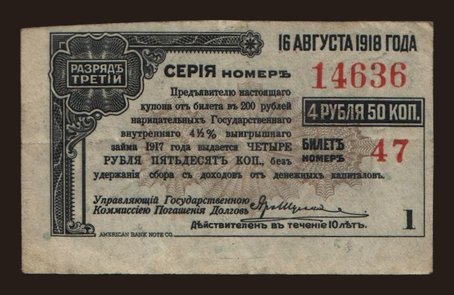 16 АВГУСТА 1918 ГОДА
РАЗРЯДЪ
ТРЕТІЙ
СЕРІЯ НОМЕРЪ 14636
Предъявителю настоящаго
купона отъ билета въ 200 рублей
нарицательныхъ Государственнаго
внутренняго 4½% выигрышнаго
займа 1917 года выдается ЧЕТЫРЕ
РУБЛЯ ПЯТЬДЕСЯТЪ КОП., безъ
удержанія сбора съ доходовъ отъ денежныхъ капиталовъ.
4 РУБЛЯ 50 КОП.
БИЛЕТЪ
НОМЕРЪ 47
Управляющій Государственною
Коммиссіею Погашенія Долговъ
1
Дѣйствителенъ въ теченіе 10 лѣтъ.
AMERICAN BANK NOTE CO.